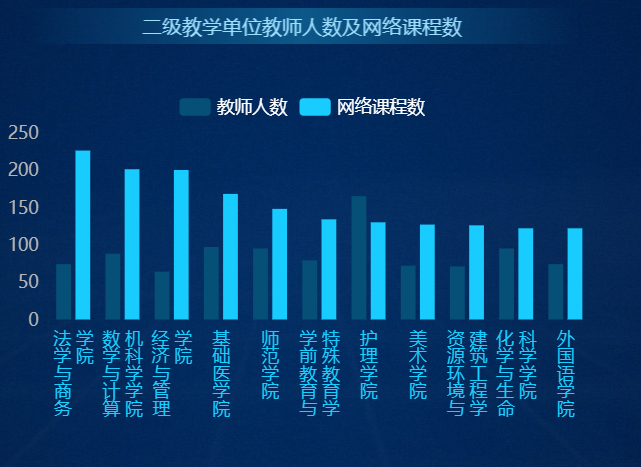 二级教学单位教师人数及网络课程数
教师人数
网络课程数
250
200
150
100
50
0
法学与商务
学院
数学与计算
机科学学院
经济与管理
学院
基础医学院
师范学院
学前教育与
特殊教育学
护理学院
美术学院
资源环境与
建筑工程学
化学与生命
科学学院
外国语学院